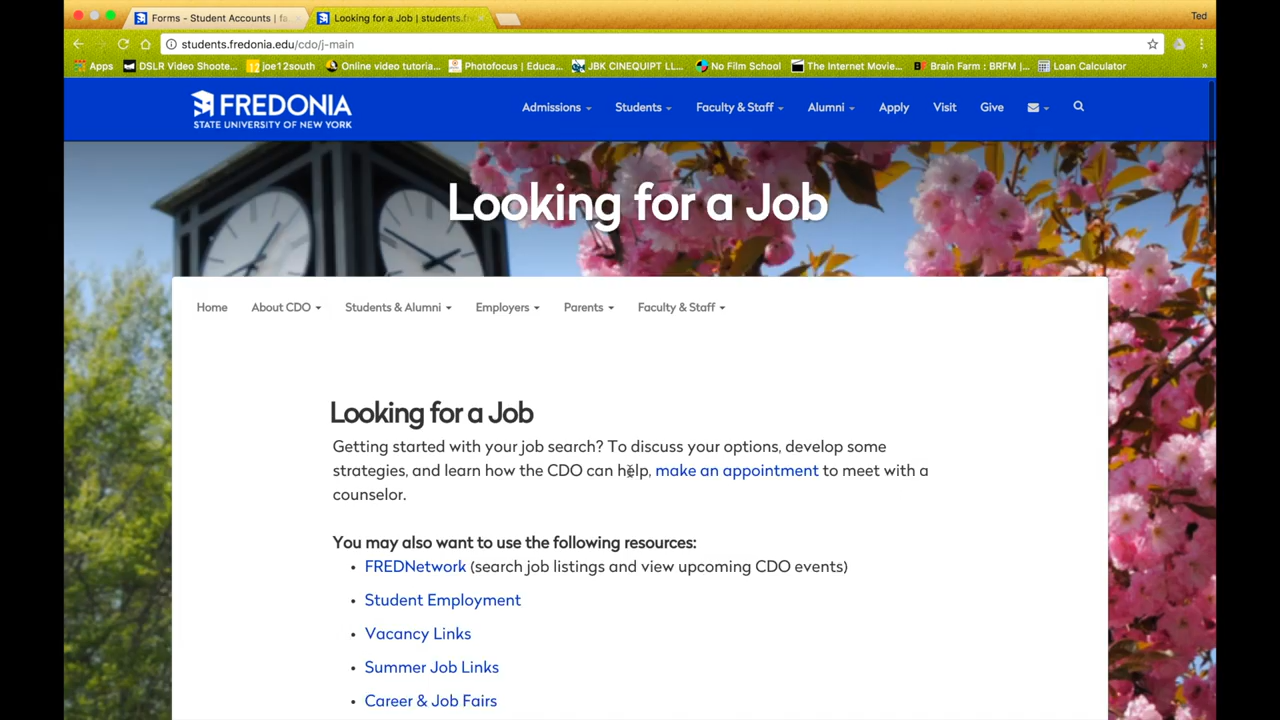 Forms - Student Accounts | fa
Looking for a Job | students.fre
Ted
students.fredonia.edu/cdo/j-main
Apps
DSLR Video Shoote...
12
joe12south
Online video tutoria...
Photofocus | Educa...
JBK CINEQUIPT LL...
No Film School
The Internet Movie...
BF
Brain Farm : BRFM |...
Loan Calculator
»
FREDONIA
STATE UNIVERSITY OF NEW YORK
Admissions
Students
Faculty & Staff
Alumni
Apply
Visit
Give
Looking for a Job
Home
About CDO
Students & Alumni
Employers
Parents
Faculty & Staff
Looking for a Job
Getting started with your job search? To discuss your options, develop some
strategies, and learn how the CDO can help, make an appointment to meet with a
counselor.
You may also want to use the following resources:
• FREDNetwork (search job listings and view upcoming CDO events)
• Student Employment
• Vacancy Links
• Summer Job Links
• Career & Job Fairs